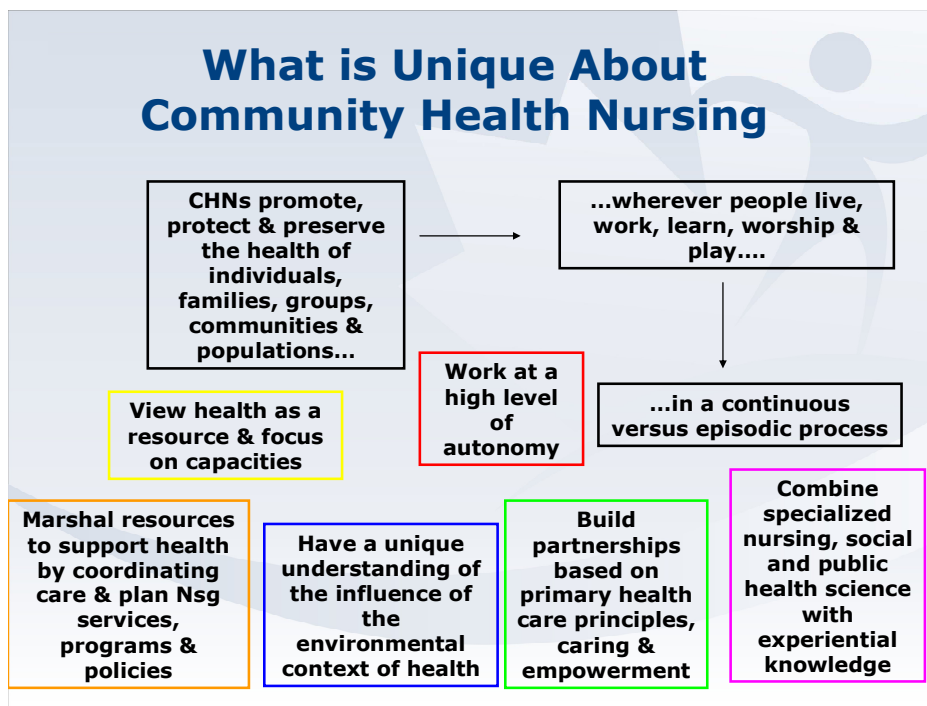 What is Unique About
Community Health Nursing
CHNs promote,
protect & preserve
the health of
individuals,
families, groups,
communities &
populations...
...wherever people live,
work, learn, worship &
play....
...in a continuous
versus episodic process
Work at a
high level
of
autonomy
View health as a
resource & focus
on capacities
Marshal resources
to support health
by coordinating
care & plan Nsg
services,
programs &
policies
Have a unique
understanding of
the influence of
the
environmental
context of health
Build
partnerships
based on
primary health
care principles,
caring &
empowerment
Combine
specialized
nursing, social
and public
health science
with
experiential
knowledge